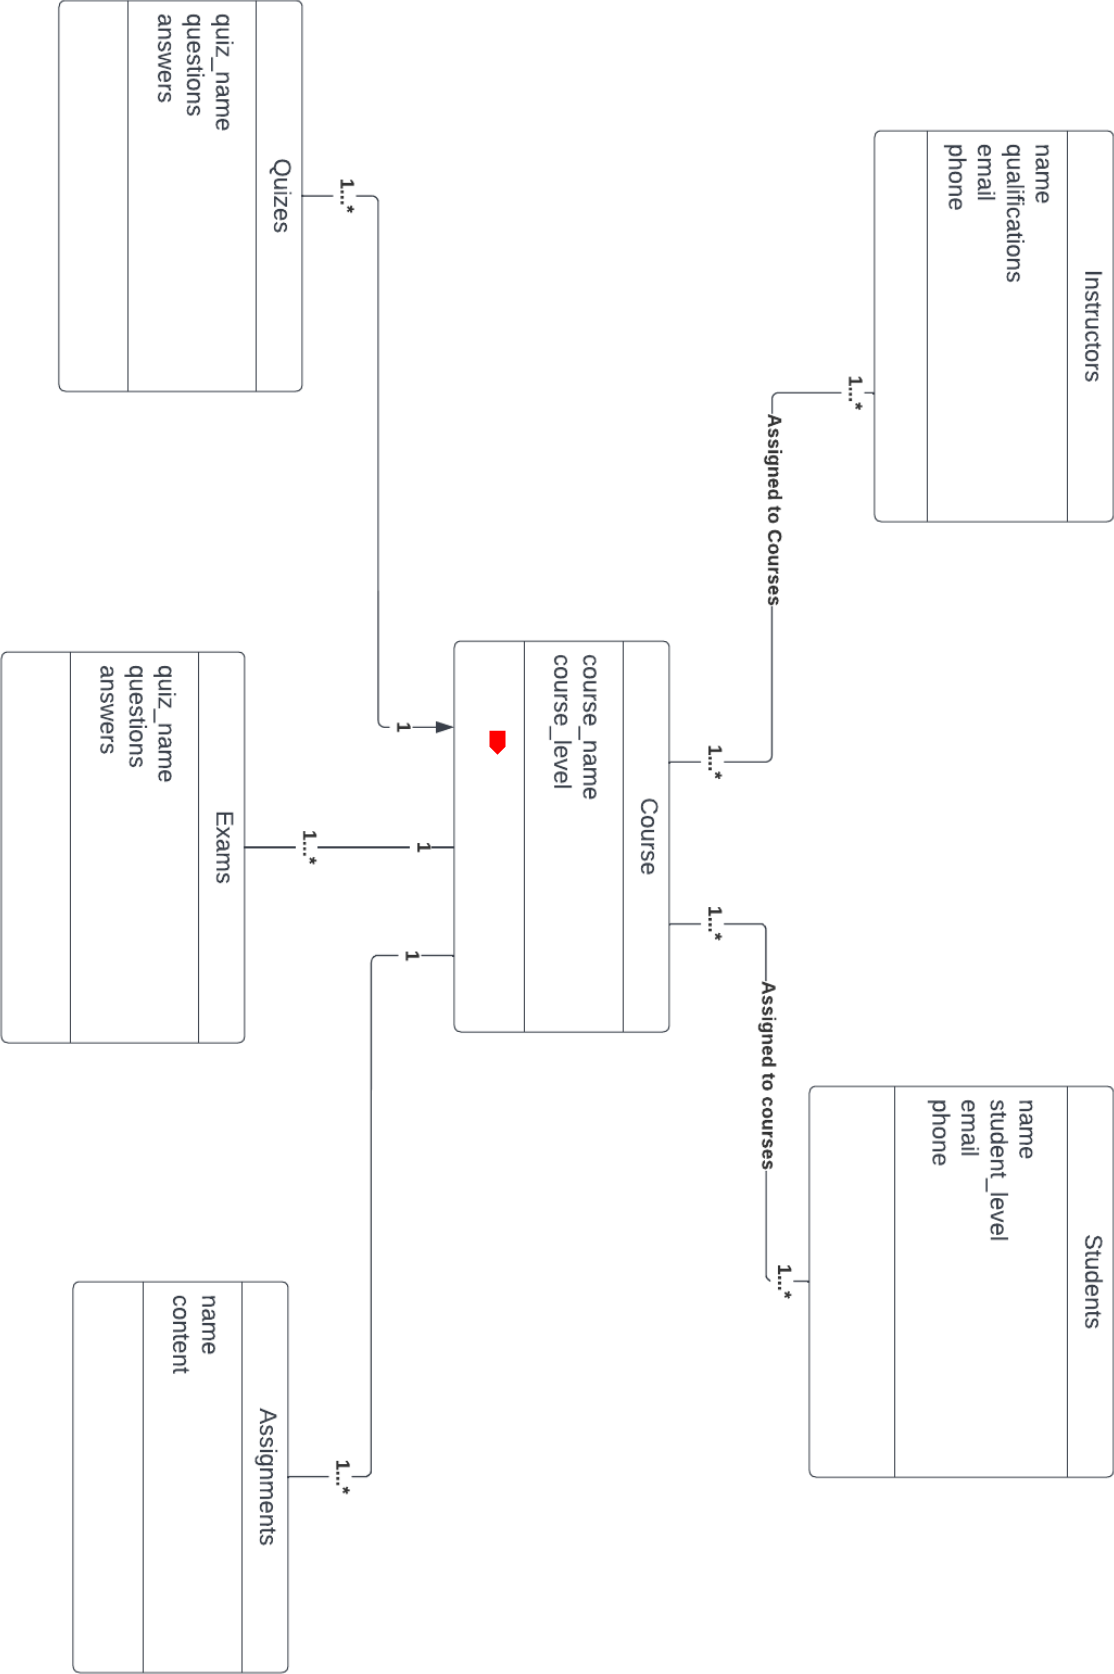 Instructors
name
qualifications
email
phone
1...*
Assigned to Courses
1...*
Students
name
student_level
email
phone
1...*
Assigned to courses
1...*
Course
course_name
course_level
1
1
1
Quizes
quiz_name
questions
answers
1...*
Exams
quiz_name
questions
answers
1...*
Assignments
name
content
1...*